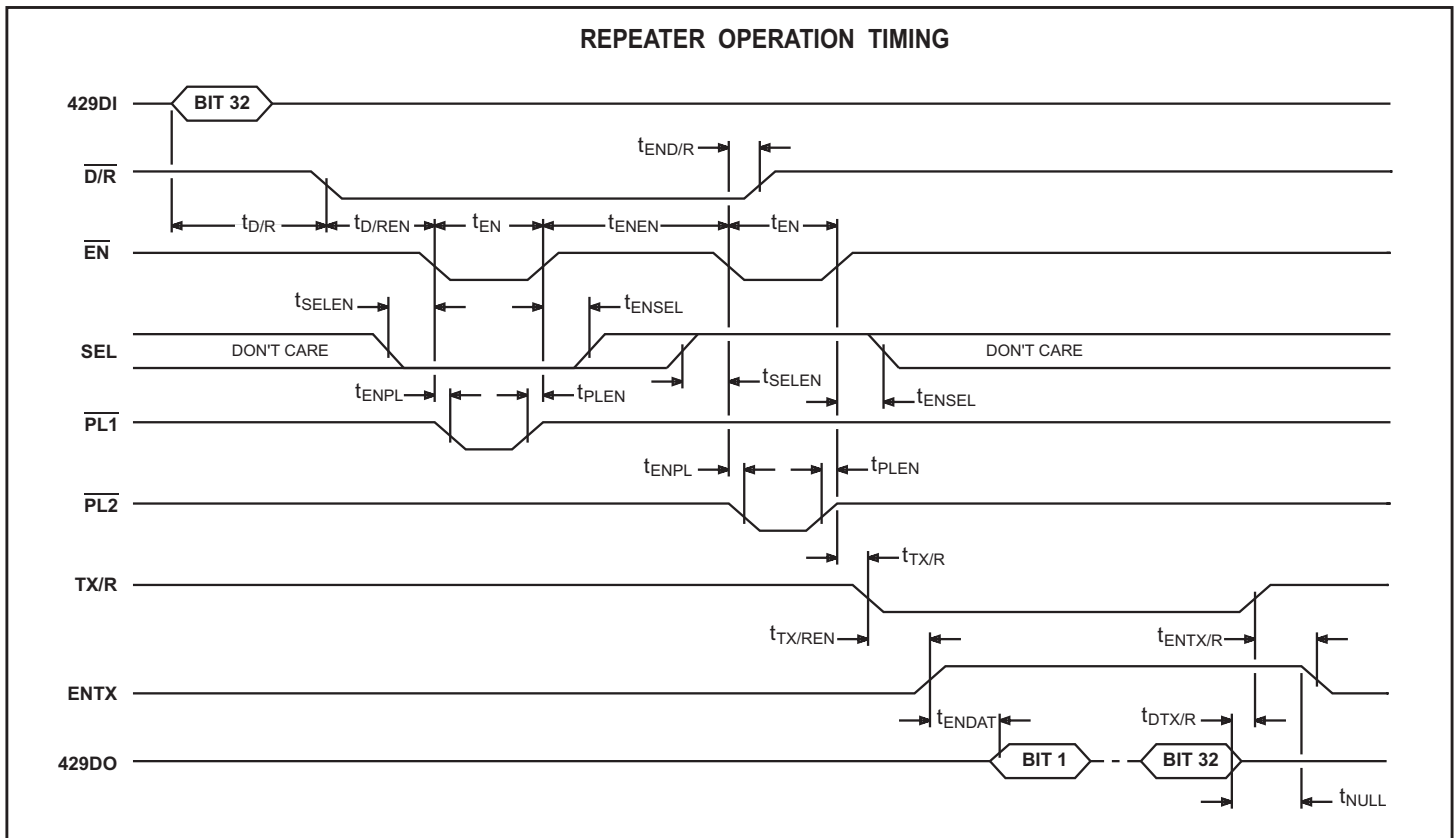 REPEATER OPERATION TIMING
429DI
BIT 32
tEND/R
D/R
tD/R
tD/REN
tEN
tENEN
tEN
EN
tSELEN
tENSEL
SEL
DON'T CARE
DON'T CARE
tSELEN
tENPL
tPLEN
tENSEL
PL1
tENPL
tPLEN
PL2
tTX/R
TX/R
tTX/REN
tENTX/R
ENTX
tENDAT
tDTX/R
429DO
BIT 1
BIT 32
tNULL